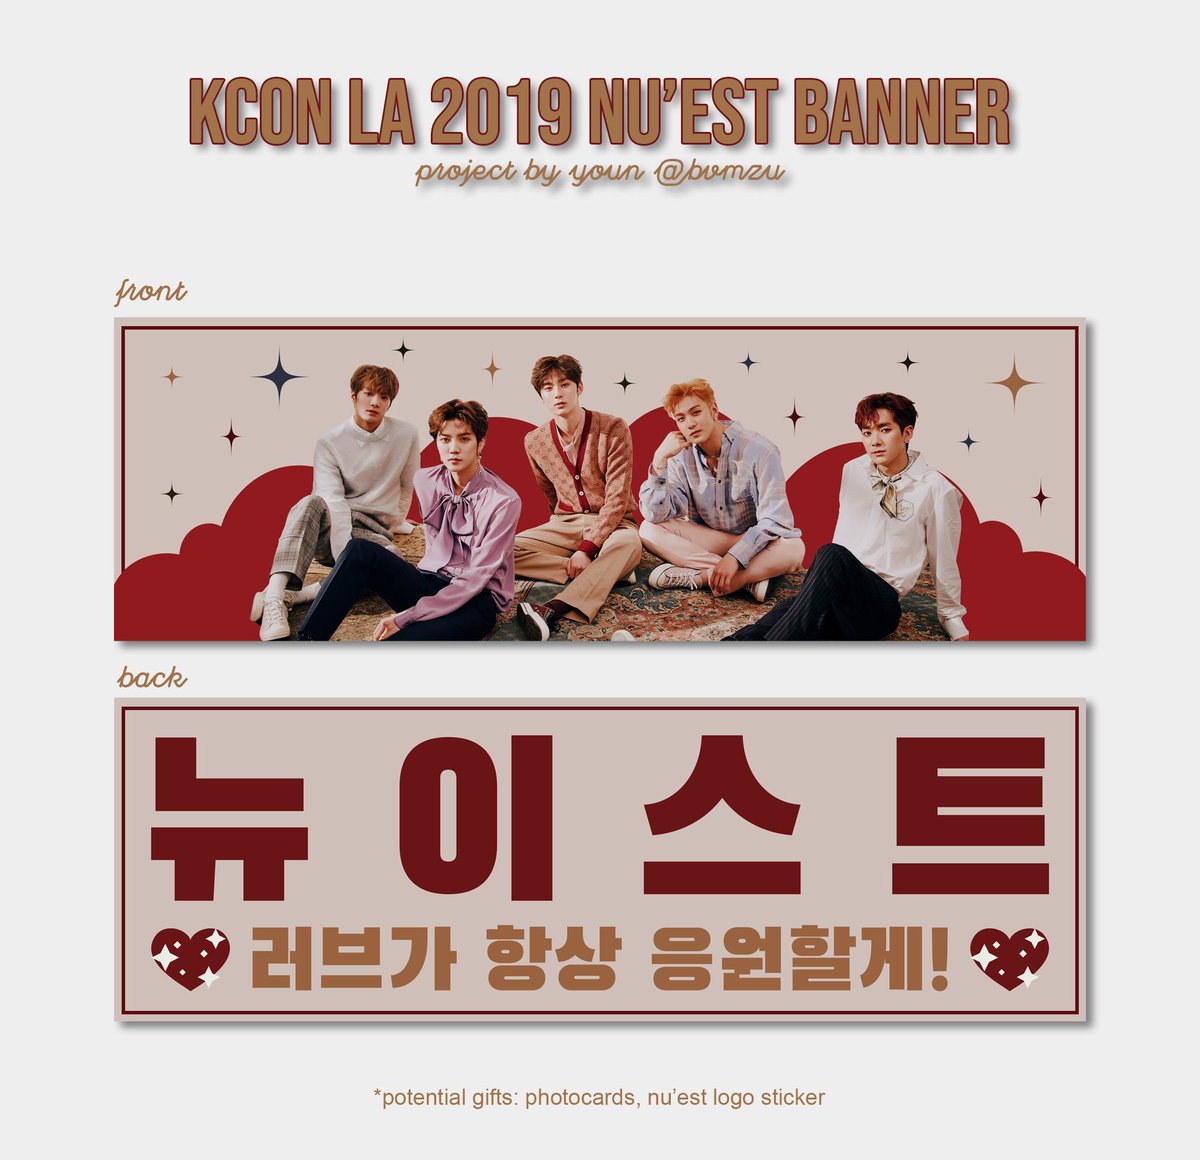 KCON LA 2019 NU'EST BANNER
project by youn @bvmzu
front
back
뉴이스트
러브가 항상 응원할게!
*potential gifts: photocards, nu'est logo sticker